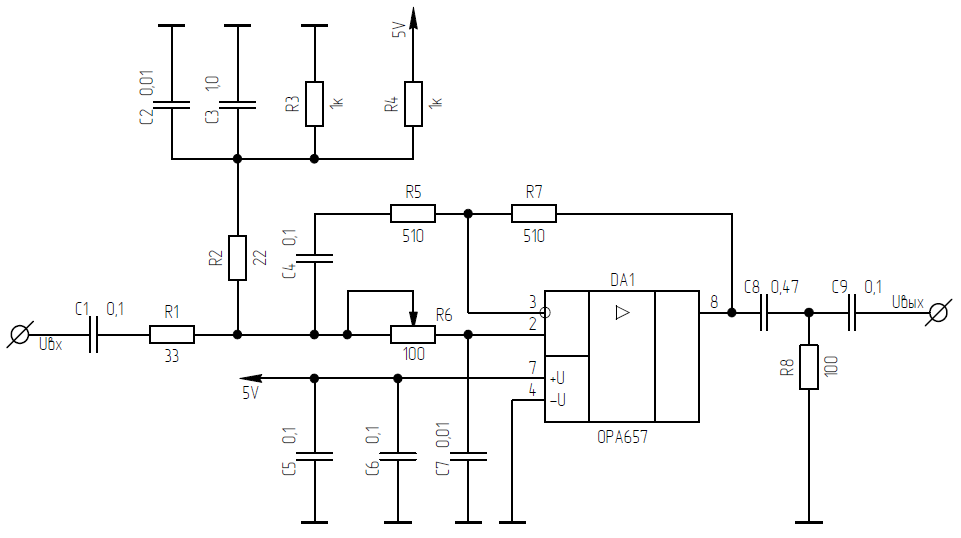 C2 0,01
C3 1,0
R3
1к
5V
R4
1к
R5
510
R7
510
R2
22
C4 0,1
C1 0,1
Uвх
R1
33
R6
100
5V
C5 0,1
C6 0,1
C7 0,01
DA1
3
2
7
4
+U
–U
8
OPA657
C8 0,47
C9 0,1
Uвых
R8
100